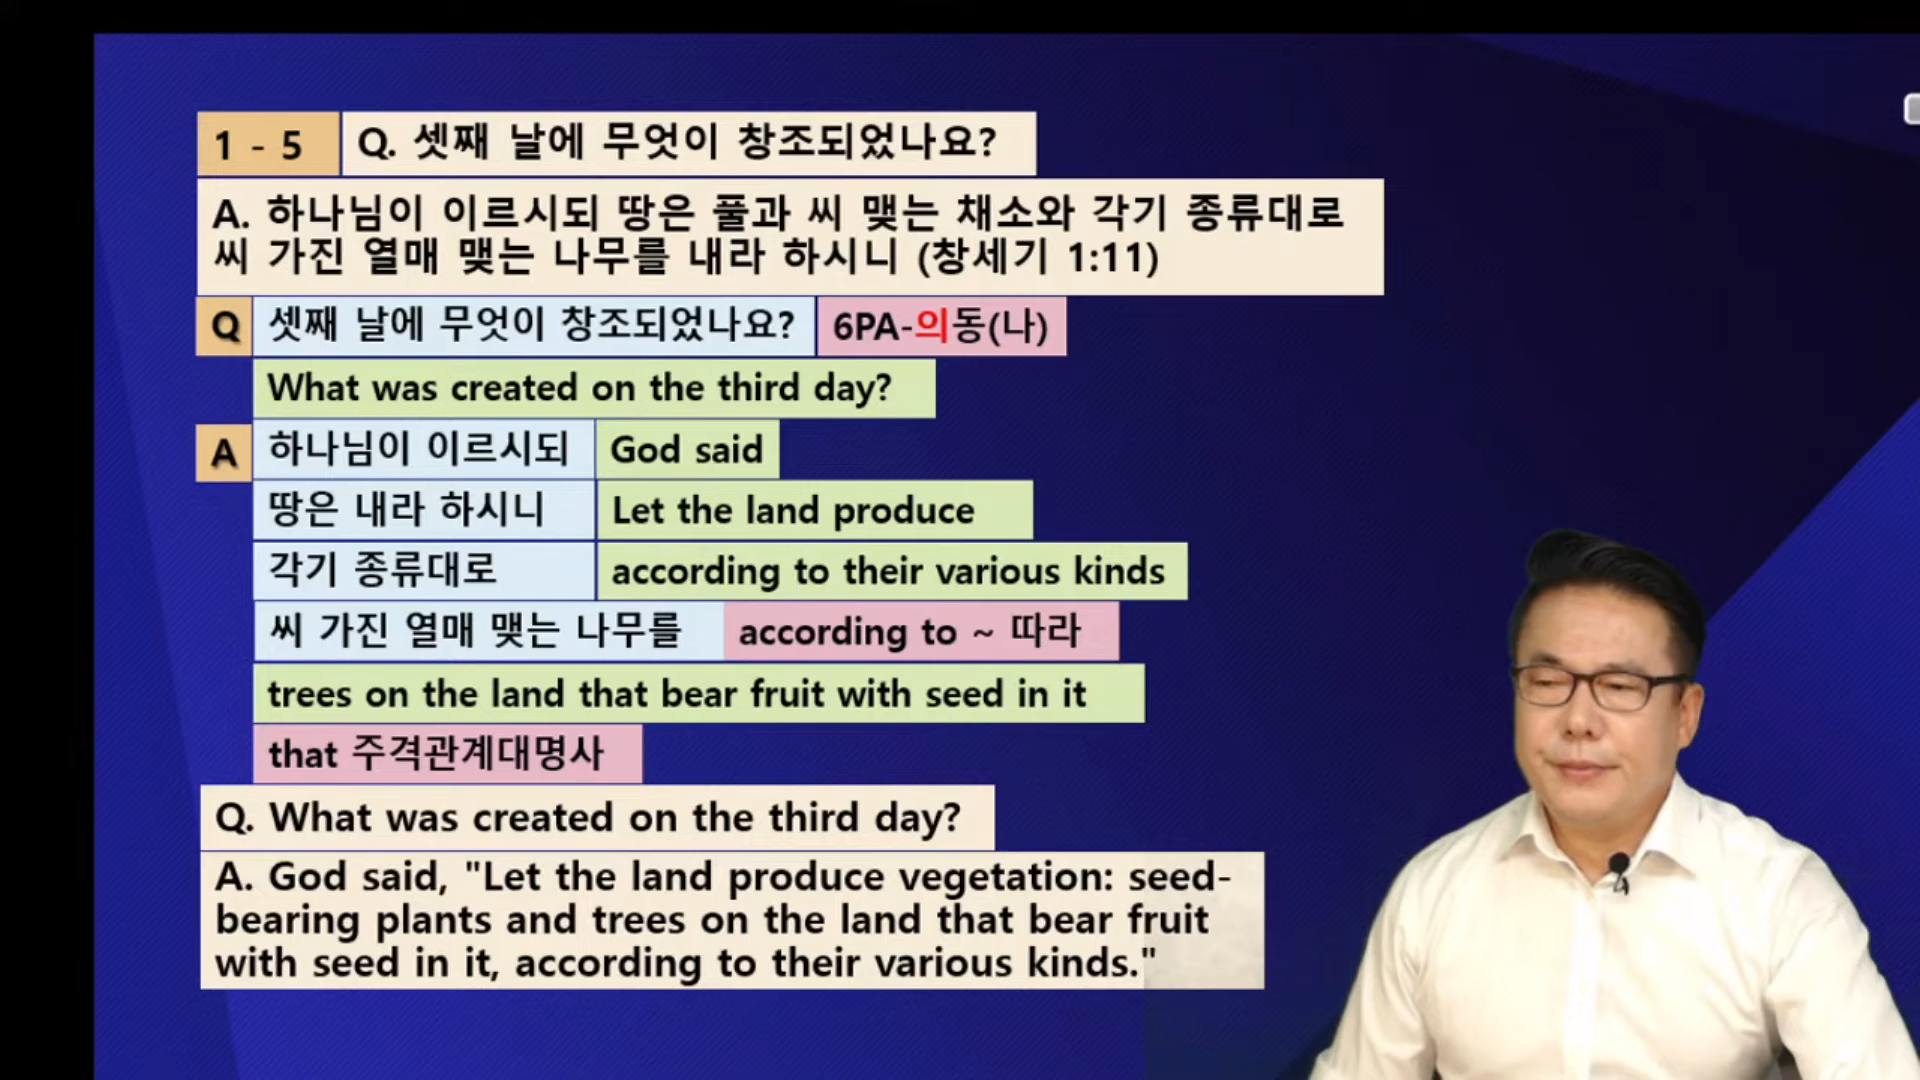 1 - 5 Q. 셋째 날에 무엇이 창조되었나요?
A. 하나님이 이르시되 땅은 풀과 씨 맺는 채소와 각기 종류대로
씨 가진 열매 맺는 나무를 내라 하시니 (창세기 1:11)
Q 셋째 날에 무엇이 창조되었나요? 6PA-의동(나)
What was created on the third day?
A 하나님이 이르시되 God said
땅은 내라 하시니 Let the land produce
각기 종류대로 according to their various kinds
씨 가진 열매 맺는 나무를 according to ~ 따라
trees on the land that bear fruit with seed in it
that 주격관계대명사
Q. What was created on the third day?
A. God said, "Let the land produce vegetation: seed-
bearing plants and trees on the land that bear fruit
with seed in it, according to their various kinds."